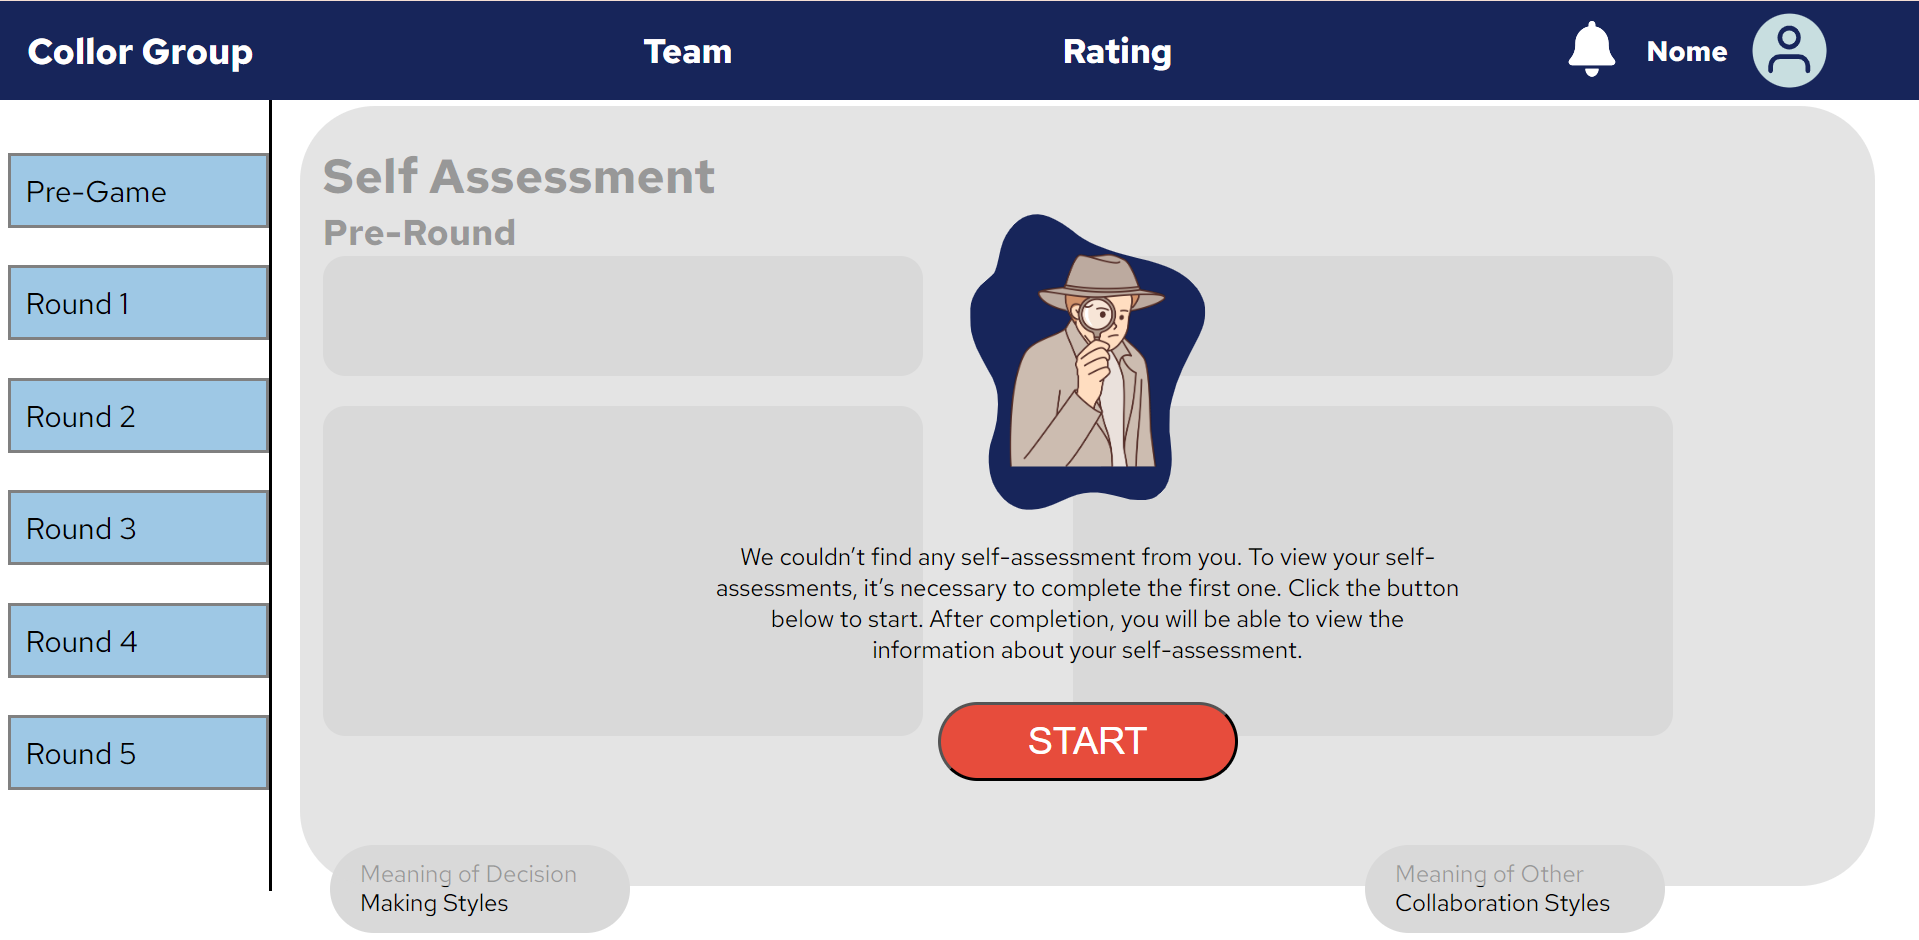 Collor Group
Team
Rating
Nome
Pre-Game
Round 1
Round 2
Round 3
Round 4
Round 5
Self Assessment
Pre-Round
We couldn’t find any self-assessment from you. To view your self-
assessments, it’s necessary to complete the first one. Click the button
below to start. After completion, you will be able to view the
information about your self-assessment.
START
Meaning of Decision
Making Styles
Meaning of Other
Collaboration Styles